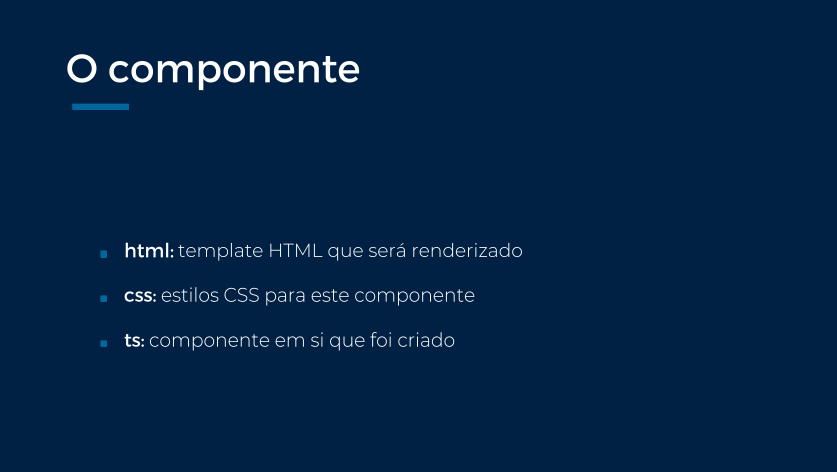 O componente
html: template HTML que será renderizado
css: estilos CSS para este componente
ts: componente em si que foi criado